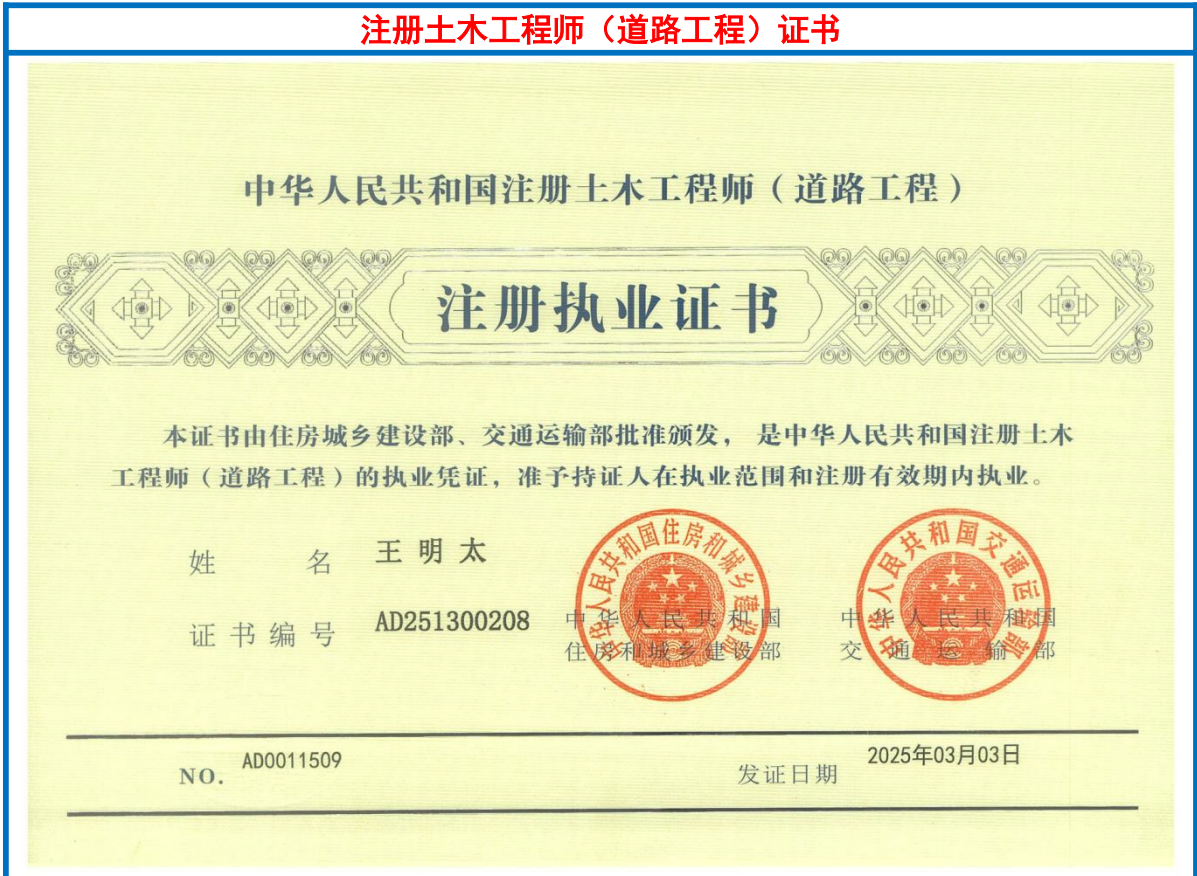 注册土木工程师（道路工程）证书
中华人民共和国注册土木工程师（道路工程）
注册执业证书
本证书由住房城乡建设部、交通运输部批准颁发，是中华人民共和国注册土木
工程师（道路工程）的执业凭证，准予持证人在执业范围和注册有效期内执业。
姓 名 王明太
证书编号 AD251300208
中华人民共和国住房和城乡建设部
中华人民共和国
住房和城乡建设部
中华人民共和国交通运输部
中华人民共和国
交通运输部
NO. AD0011509
发证日期 2025年03月03日